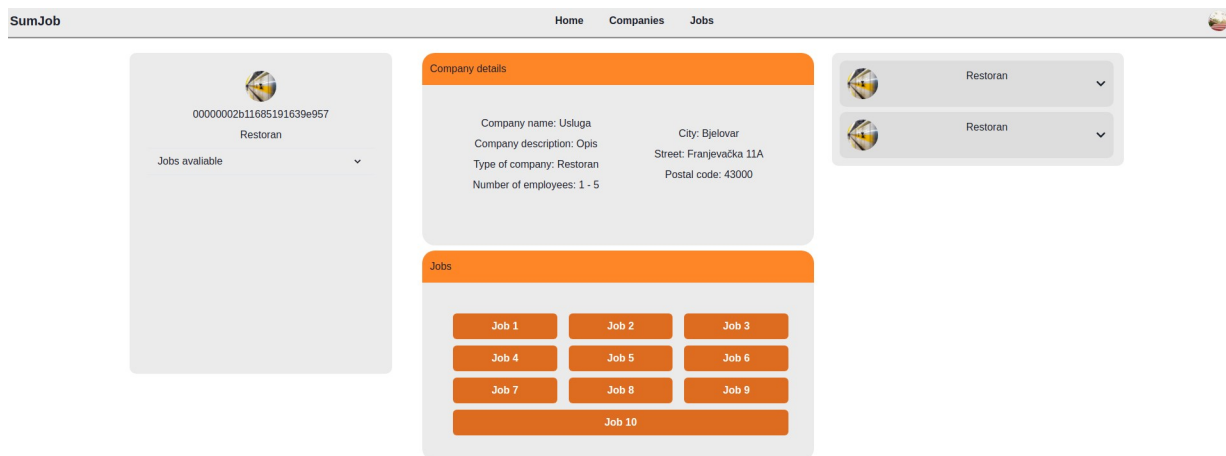 SumJob
Home Companies Jobs
00000002b11685191639e957
Restoran
Jobs avaliable
Company details
Company name: Usluga
Company description: Opis
Type of company: Restoran
Number of employees: 1 - 5
City: Bjelovar
Street: Franjevačka 11A
Postal code: 43000
Jobs
Job 1 Job 2 Job 3
Job 4 Job 5 Job 6
Job 7 Job 8 Job 9
Job 10
Restoran
Restoran